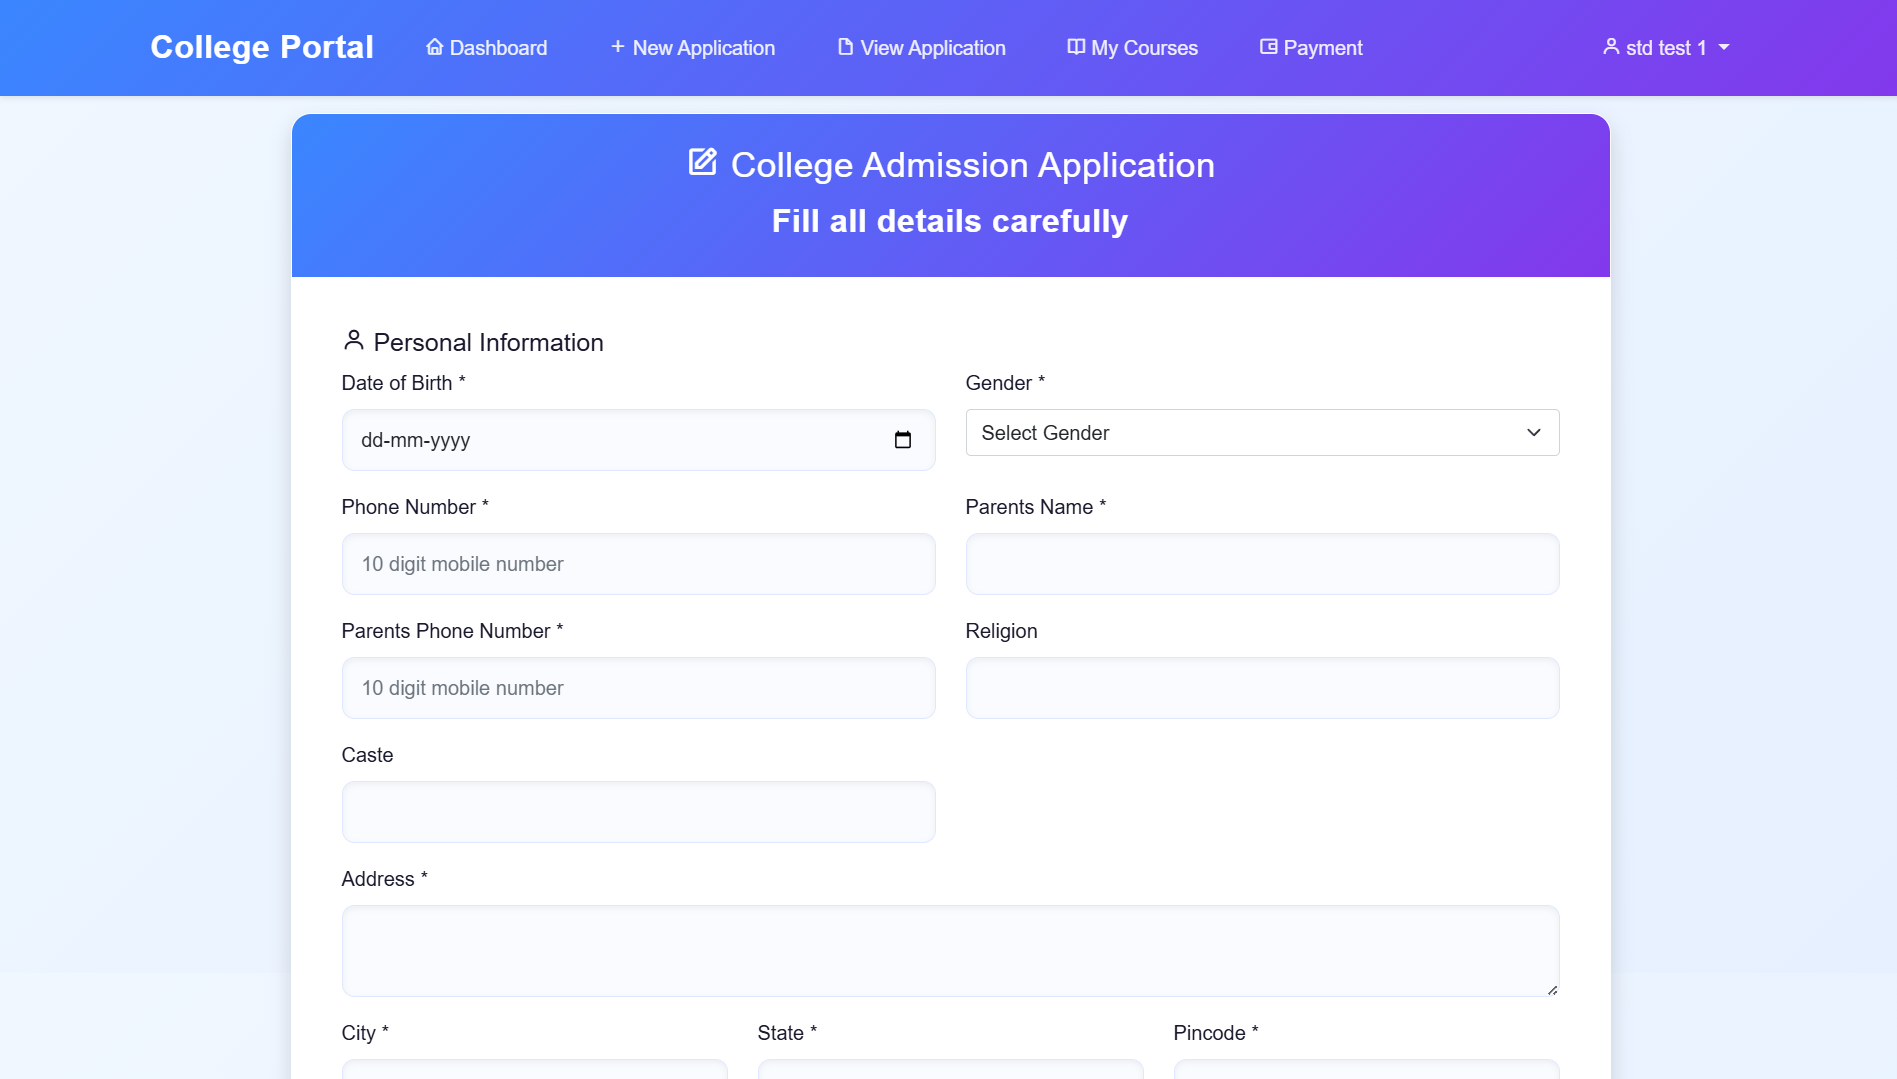 College Portal Dashboard New Application View Application My Courses Payment std test 1
College Admission Application
Fill all details carefully
Personal Information
Date of Birth * Gender *
dd-mm-yyyy Select Gender
Phone Number * Parents Name *
10 digit mobile number
Parents Phone Number * Religion
10 digit mobile number
Caste
Address *
City * State * Pincode *